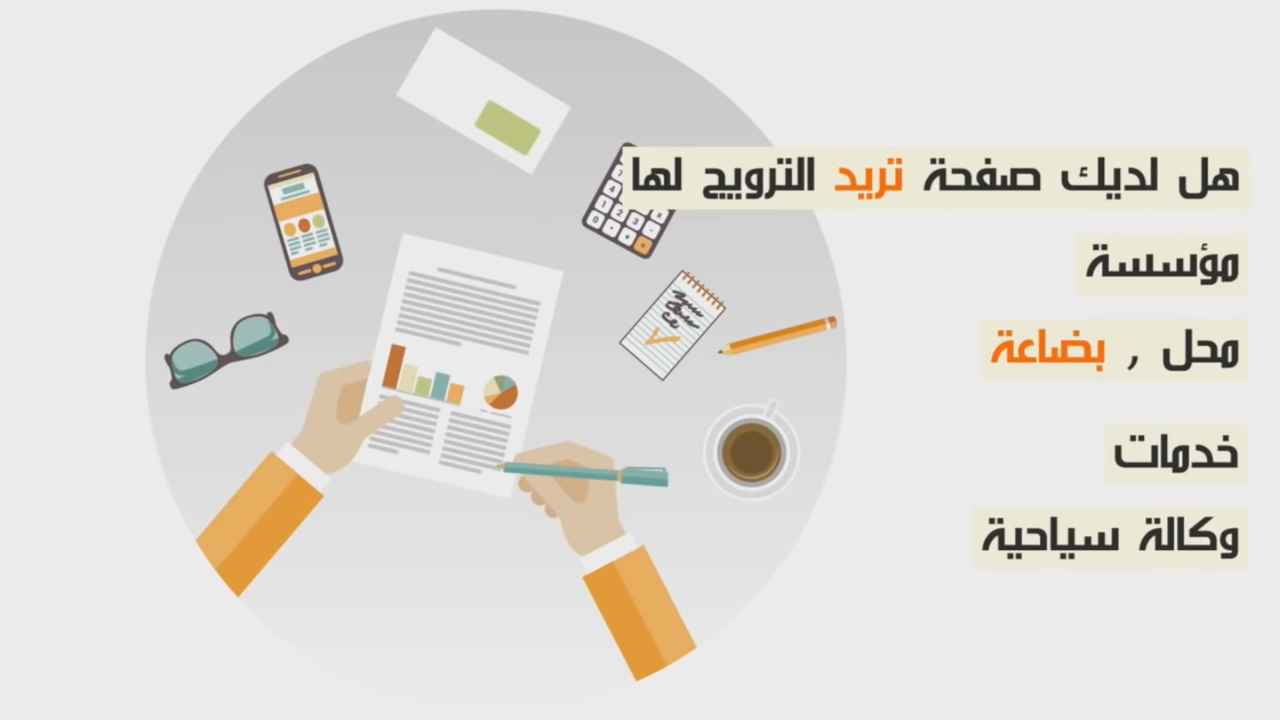 هل لديك صفحة تريد الترويج لها
مؤسسة
محل , بضاعة
خدمات
وكالة سياحية